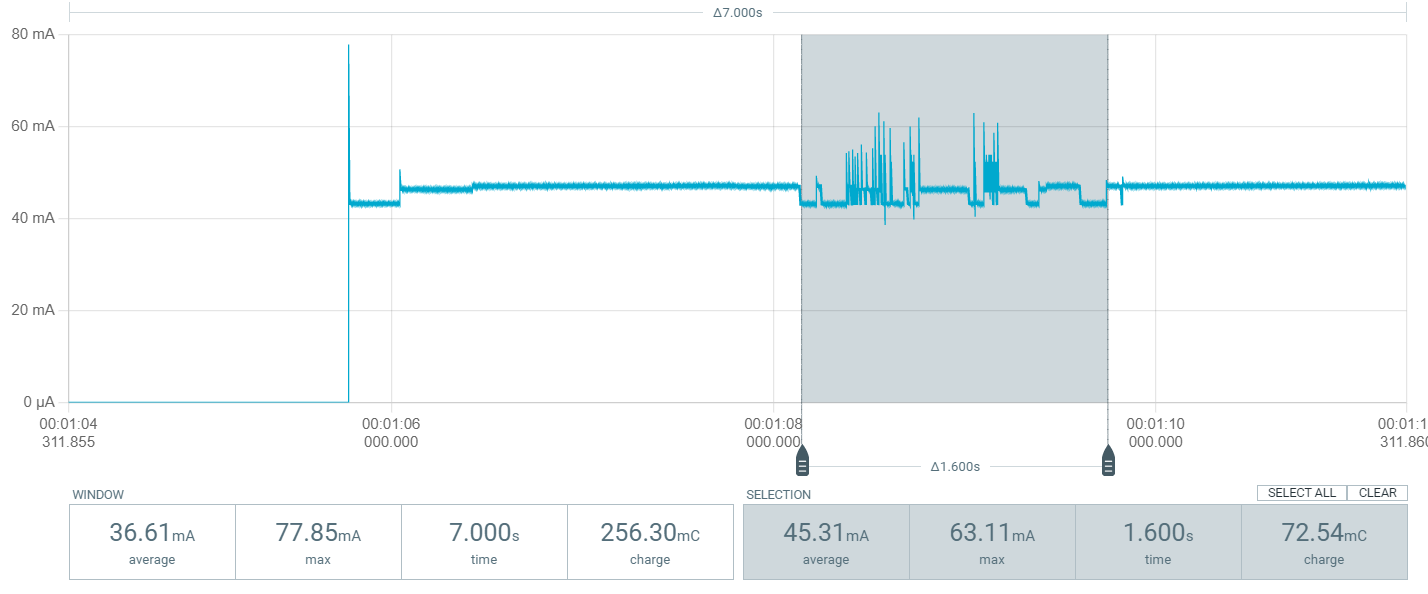 Δ7.000s
80 mA
60 mA
40 mA
20 mA
0 µA
00:01:04 00:01:06 00:01:08 00:01:10 00:01:1
311.855 000.000 000.000 000.000 311.860
Δ1.600s
WINDOW SELECTION SELECT ALL CLEAR
36.61mA 77.85mA 7.000s 256.30mC 45.31mA 63.11mA 1.600s 72.54mC
average max time charge average max time charge